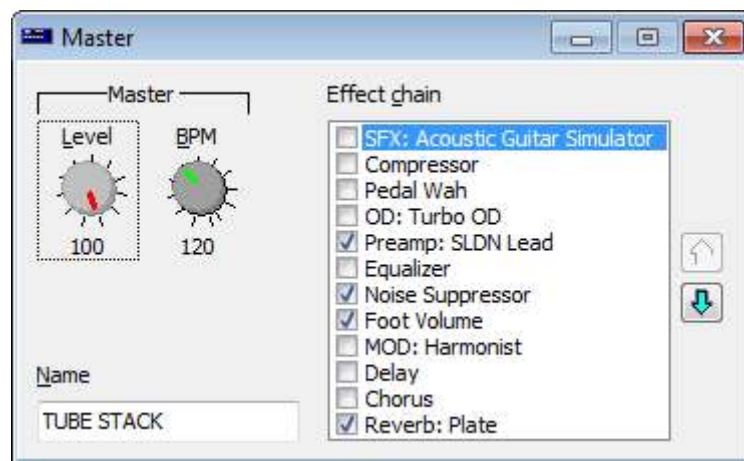 Master
Master
Level
BPM
100
120
Name
TUBE STACK
Effect chain
SFX: Acoustic Guitar Simulator
Compressor
Pedal Wah
OD: Turbo OD
Preamp: SLDN Lead
Equalizer
Noise Suppressor
Foot Volume
MOD: Harmonist
Delay
Chorus
Reverb: Plate